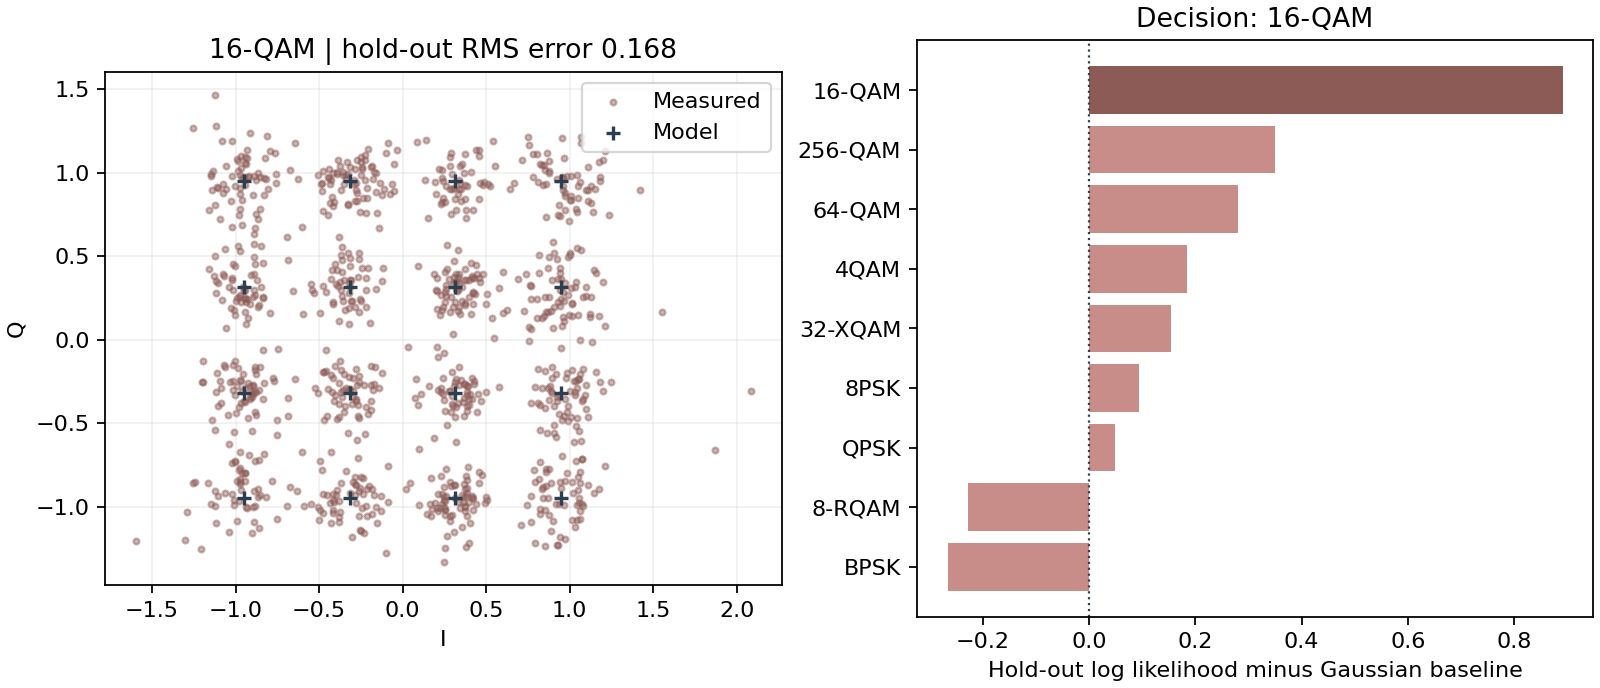 16-QAM | hold-out RMS error 0.168
Measured
Model
1.5
1.0
0.5
0.0
−0.5
−1.0
Q
−1.5
−1.0
−0.5
0.0
0.5
1.0
1.5
2.0
I
Decision: 16-QAM
16-QAM
256-QAM
64-QAM
4QAM
32-XQAM
8PSK
QPSK
8-RQAM
BPSK
−0.2
0.0
0.2
0.4
0.6
0.8
Hold-out log likelihood minus Gaussian baseline